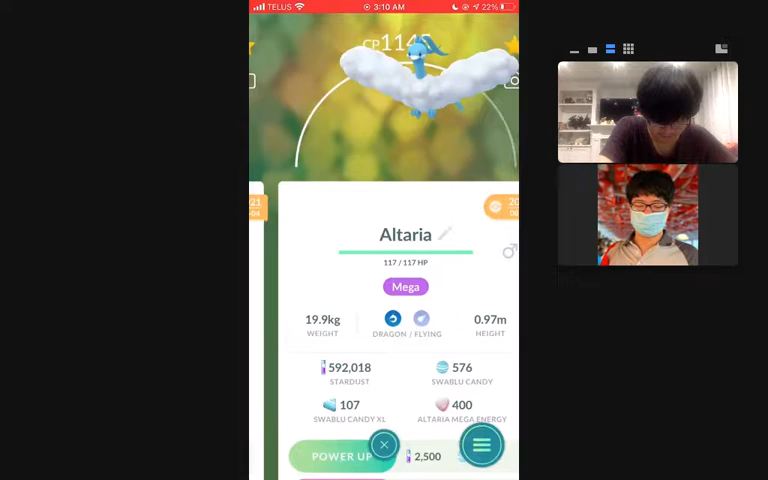 TELUS
3:10 AM
22%
Altaria
117 / 117 HP
Mega
19.9kg
WEIGHT
DRAGON / FLYING
0.97m
HEIGHT
592,018
STARDUST
576
SWABLU CANDY
107
SWABLU CANDY XL
400
ALTARIA MEGA ENERGY
POWER UP
2,500